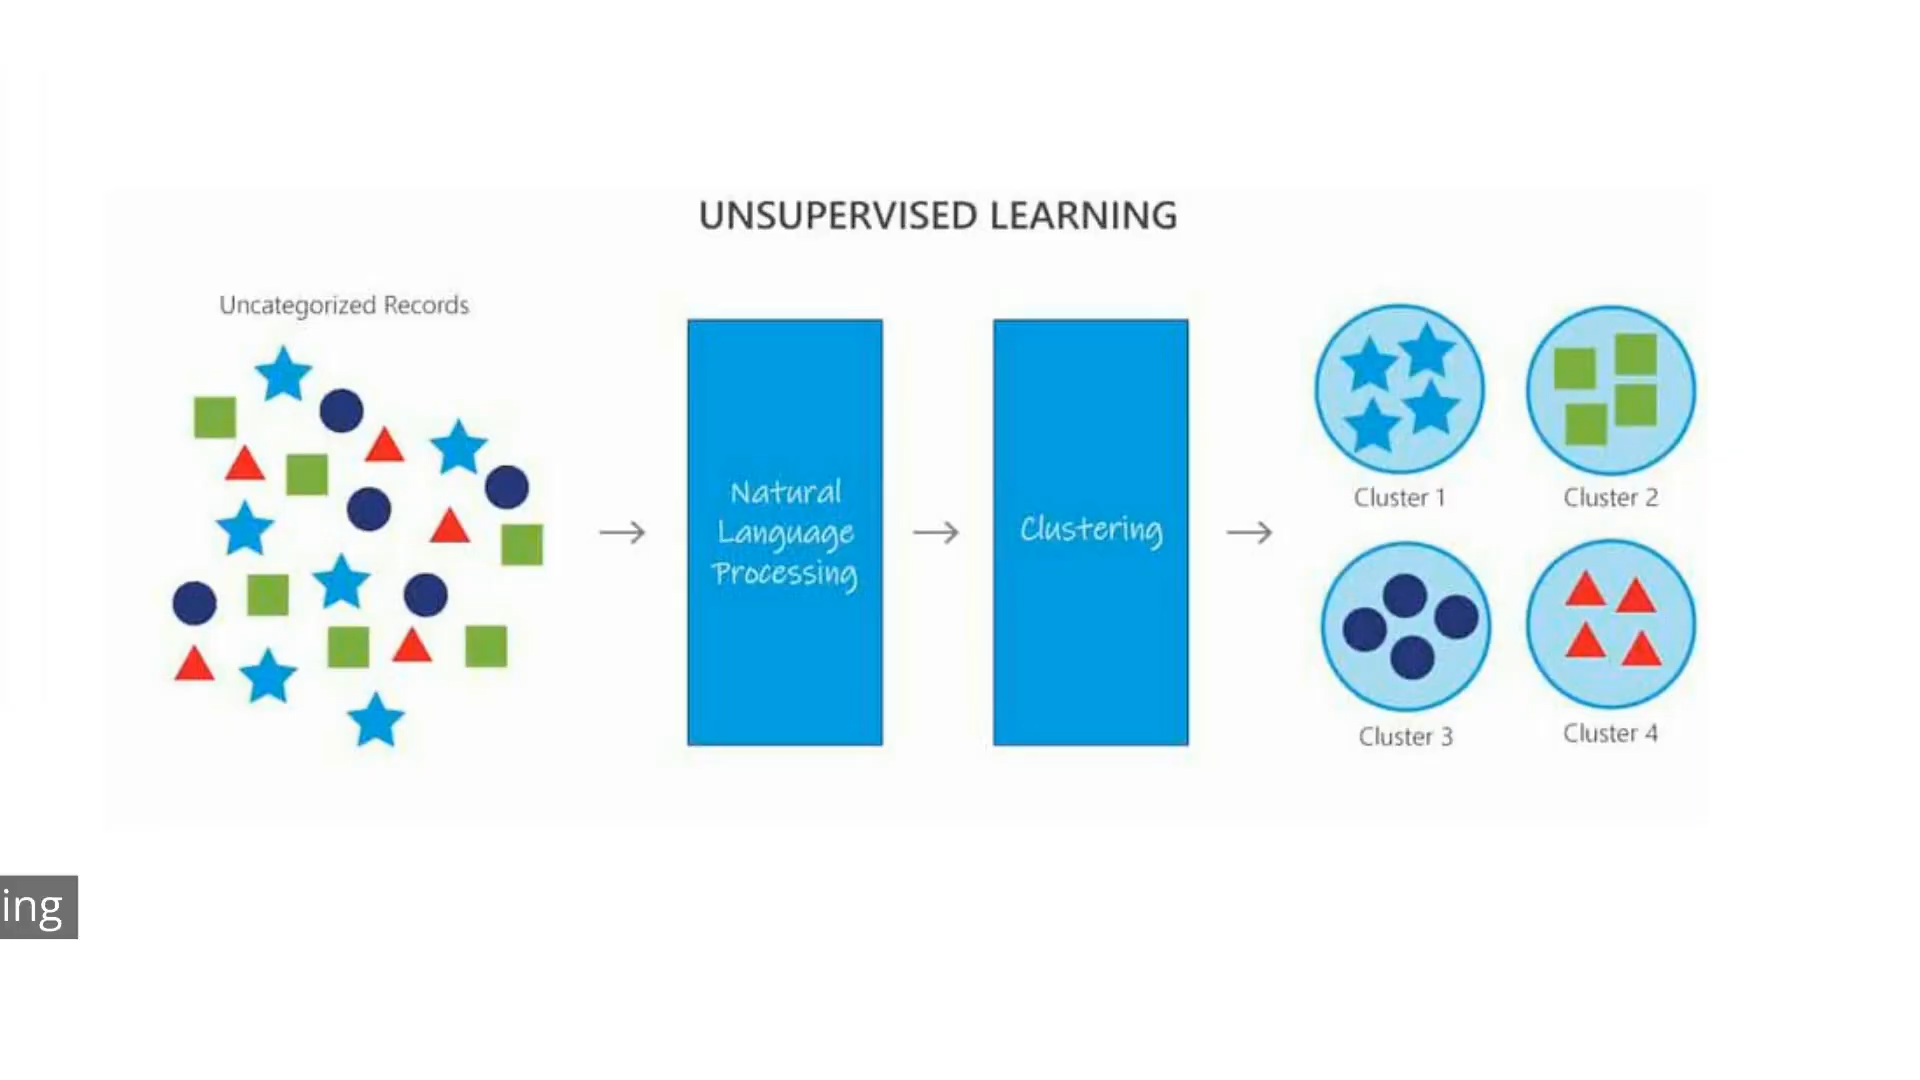 UNSUPERVISED LEARNING
Uncategorized Records
Natural
Language
Processing
Clustering
Cluster 1
Cluster 2
Cluster 3
Cluster 4
ing